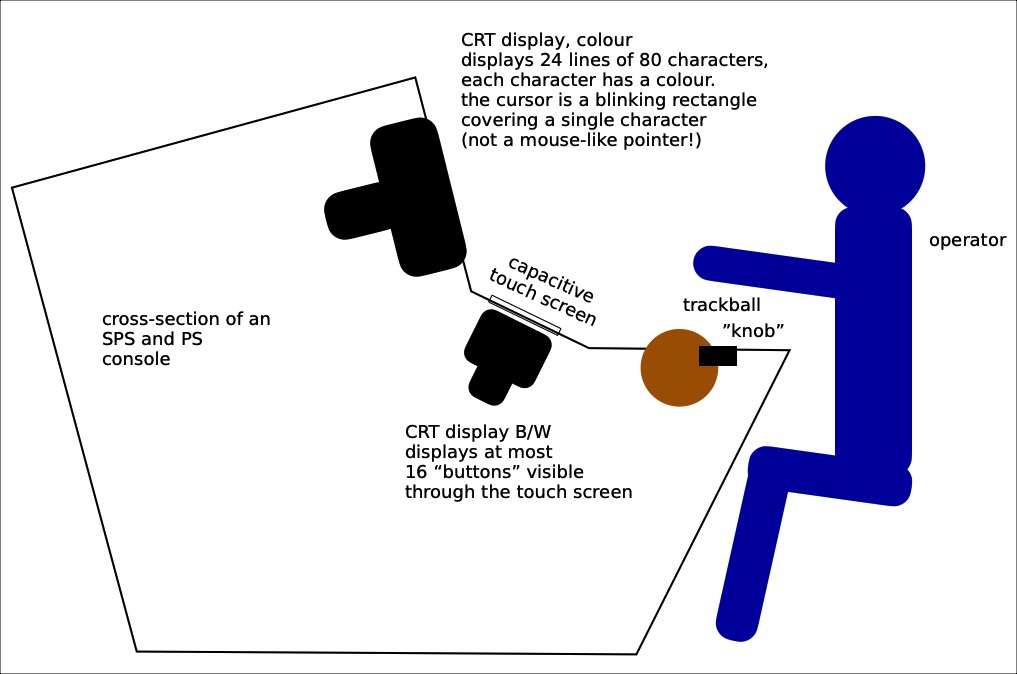 CRT display, colour
displays 24 lines of 80 characters,
each character has a colour.
the cursor is a blinking rectangle
covering a single character
(not a mouse-like pointer!)
operator
capacitive
touch screen
trackball
”knob”
cross-section of an
SPS and PS
console
CRT display B/W
displays at most
16 “buttons” visible
through the touch screen